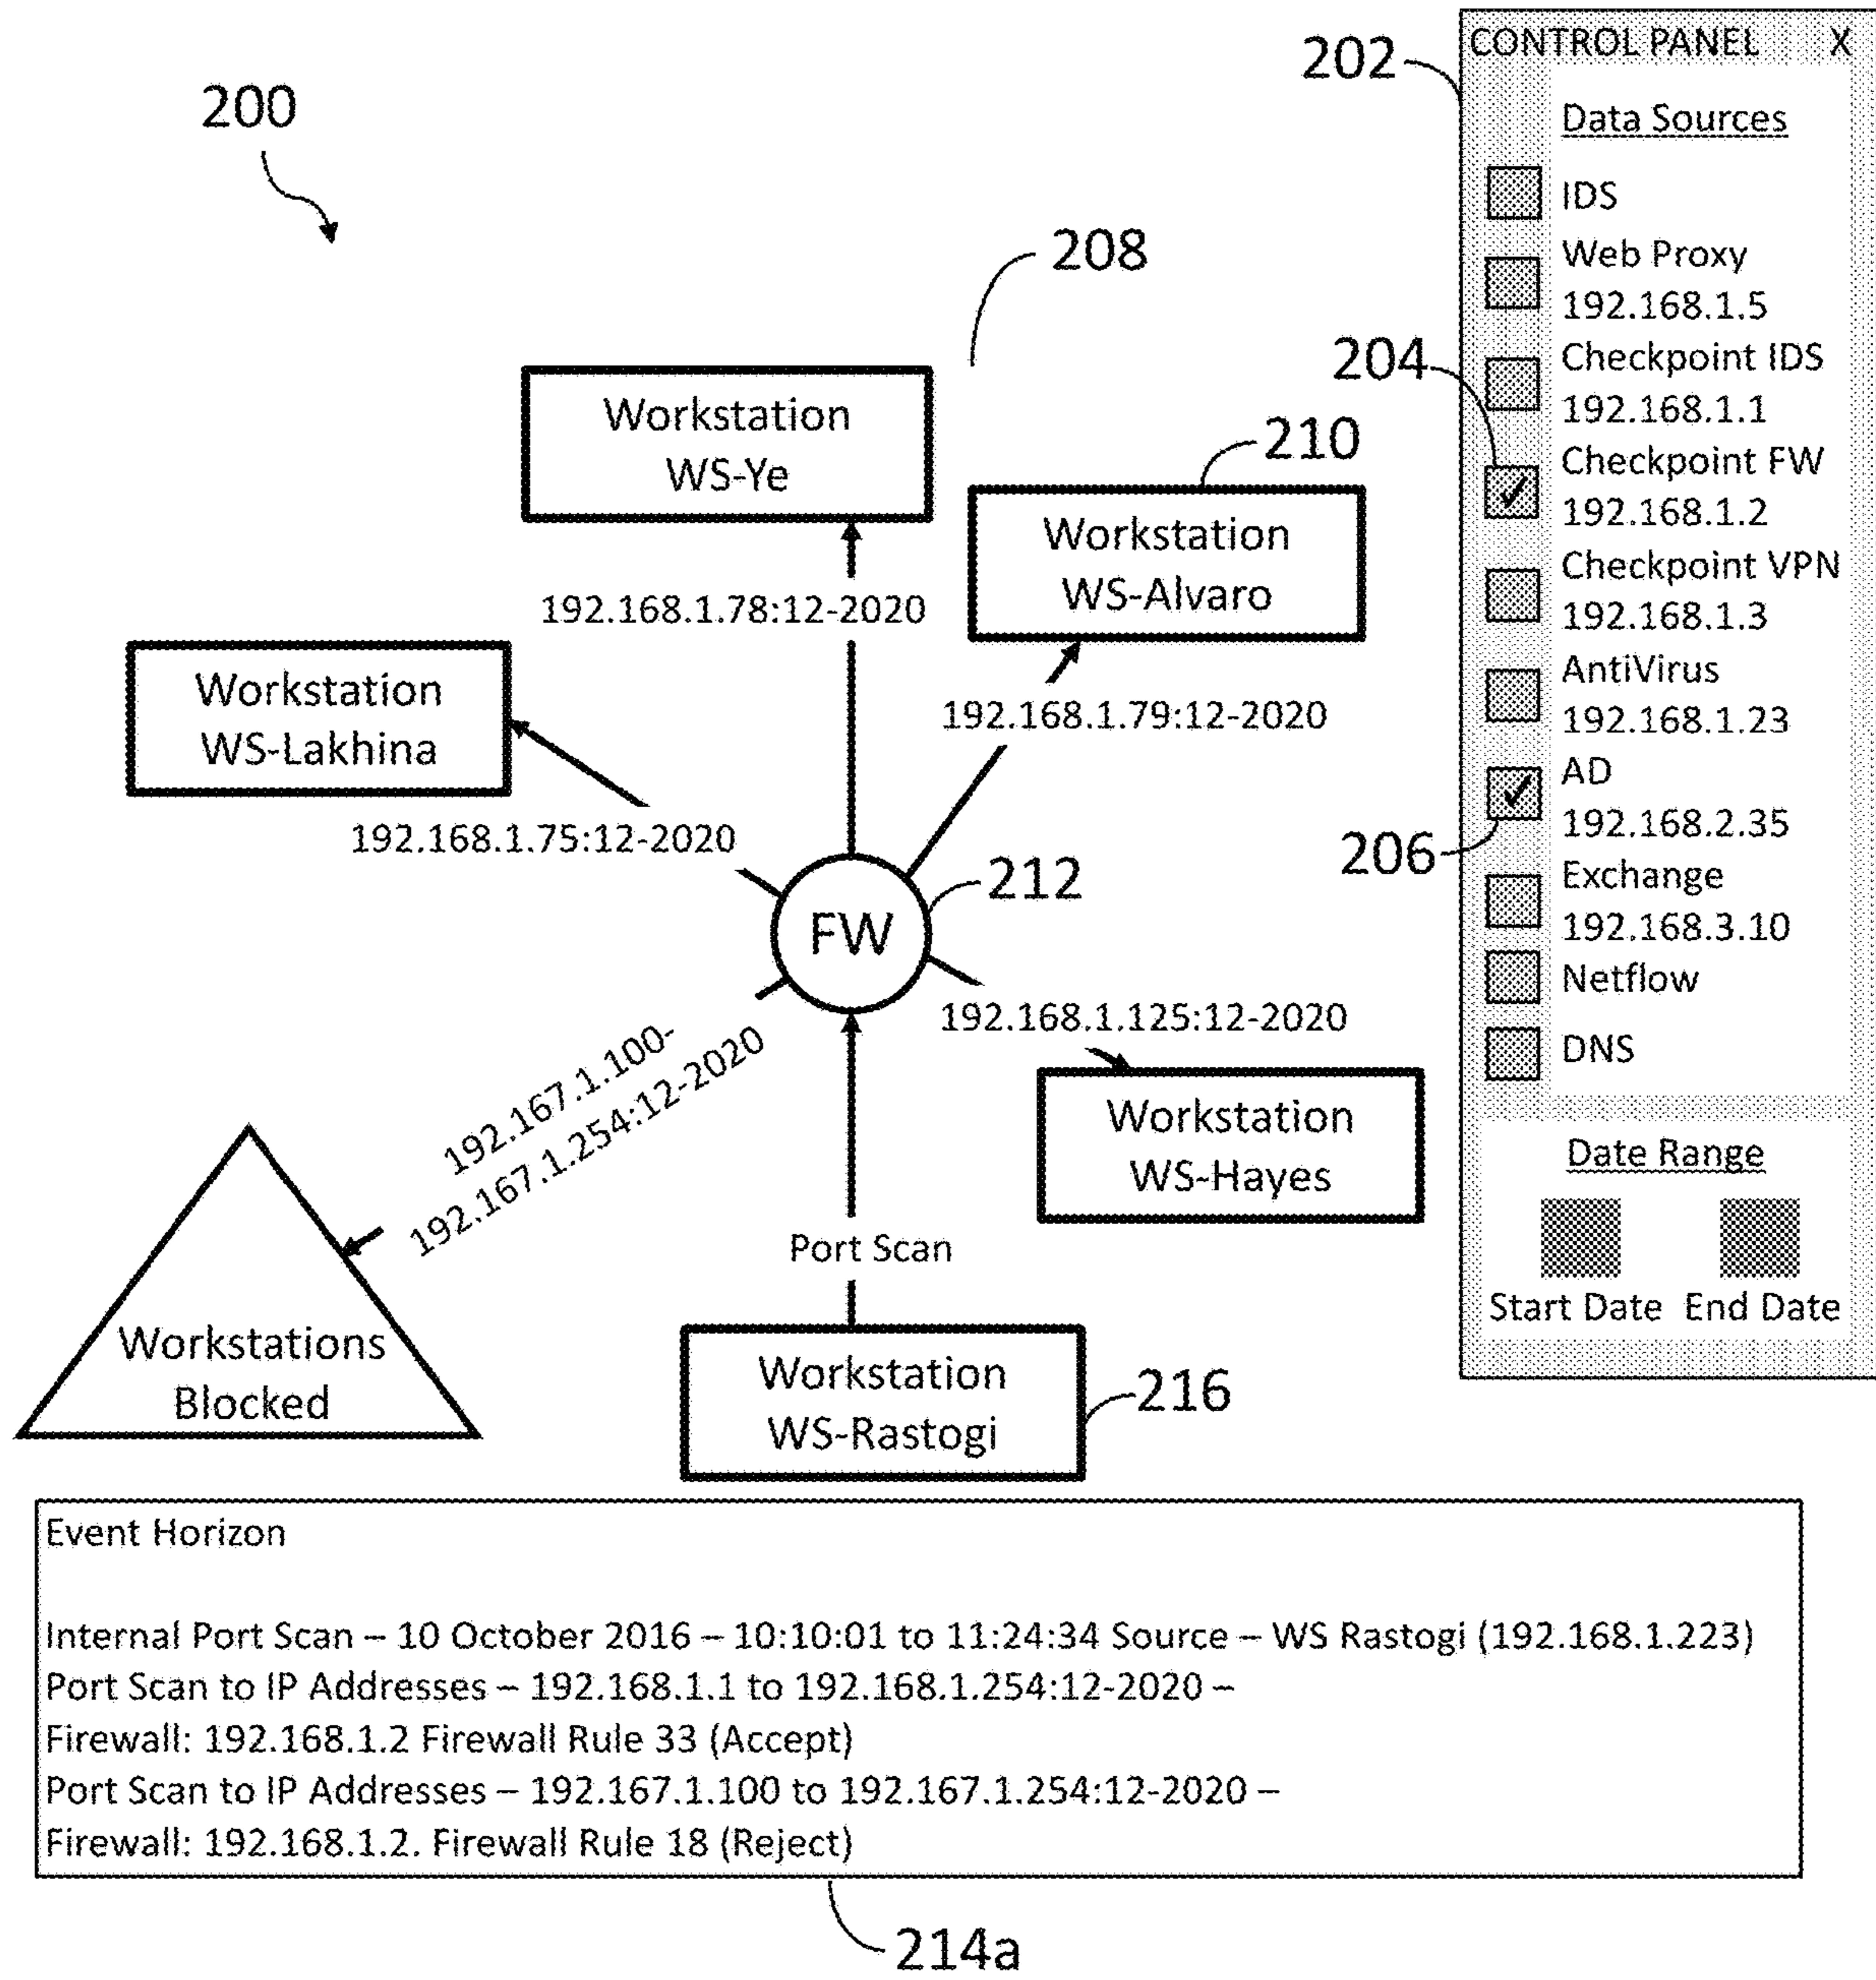 200
208
Workstation
WS-Ye
210
Workstation
WS-Alvaro
192.168.1.78:12-2020
192.168.1.79:12-2020
Workstation
WS-Lakhina
192.168.1.75:12-2020
212
FW
192.168.1.125:12-2020
Workstation
WS-Hayes
192.167.1.100-
192.167.1.254:12-2020
Workstations
Blocked
Port Scan
Workstation
WS-Rastogi
216
202
CONTROL PANEL X
Data Sources
IDS
Web Proxy
192.168.1.5
204
Checkpoint IDS
192.168.1.1
Checkpoint FW
192.168.1.2
Checkpoint VPN
192.168.1.3
AntiVirus
192.168.1.23
AD
192.168.2.35
206
Exchange
192.168.3.10
Netflow
DNS
Date Range
Start Date End Date
Event Horizon
Internal Port Scan – 10 October 2016 – 10:10:01 to 11:24:34 Source – WS Rastogi (192.168.1.223)
Port Scan to IP Addresses – 192.168.1.1 to 192.168.1.254:12-2020 –
Firewall: 192.168.1.2 Firewall Rule 33 (Accept)
Port Scan to IP Addresses – 192.167.1.100 to 192.167.1.254:12-2020 –
Firewall: 192.168.1.2. Firewall Rule 18 (Reject)
214a